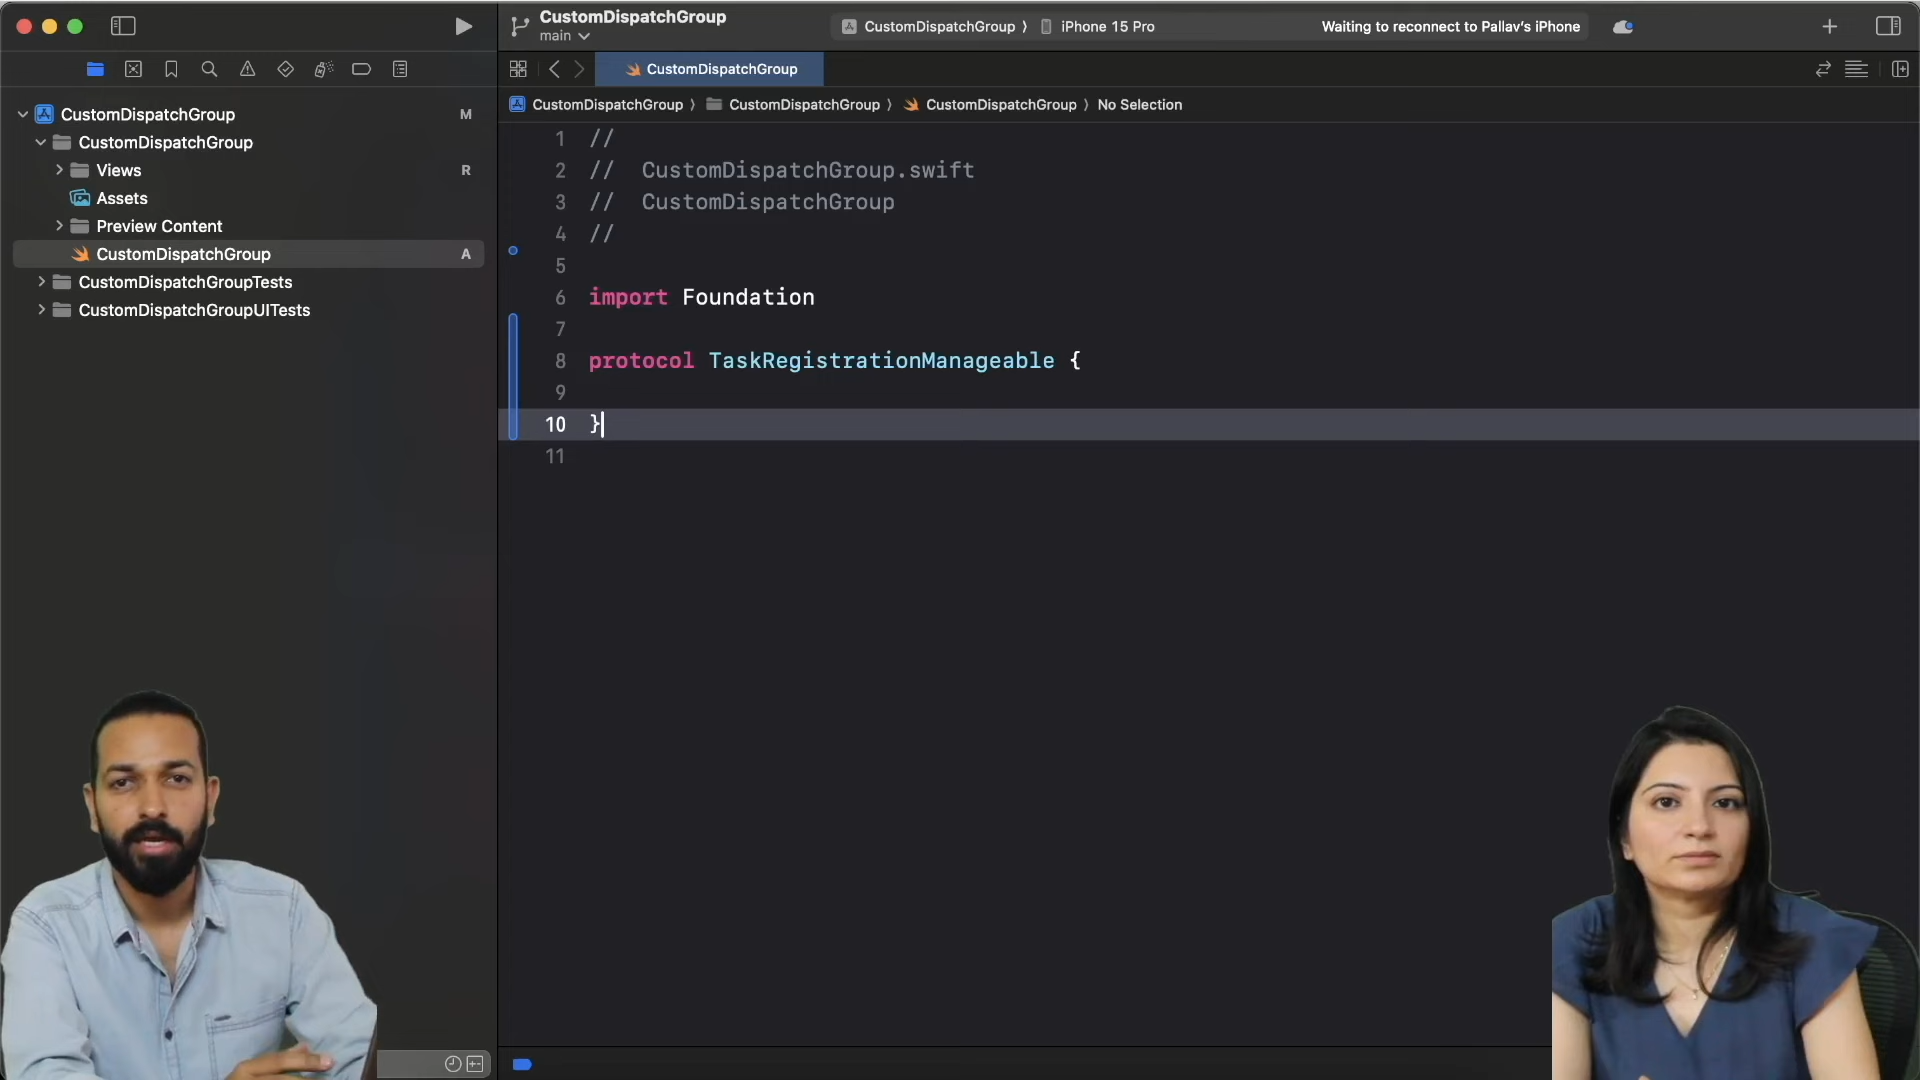 CustomDispatchGroup
main
CustomDispatchGroup 〉 iPhone 15 Pro
Waiting to reconnect to Pallav's iPhone
CustomDispatchGroup
CustomDispatchGroup 〉 CustomDispatchGroup 〉 CustomDispatchGroup 〉 No Selection
CustomDispatchGroup M
CustomDispatchGroup
Views R
Assets
Preview Content
CustomDispatchGroup A
CustomDispatchGroupTests
CustomDispatchGroupUITests
1 //
2 //  CustomDispatchGroup.swift
3 //  CustomDispatchGroup
4 //
5
6 import Foundation
7
8 protocol TaskRegistrationManageable {
9
10 }
11